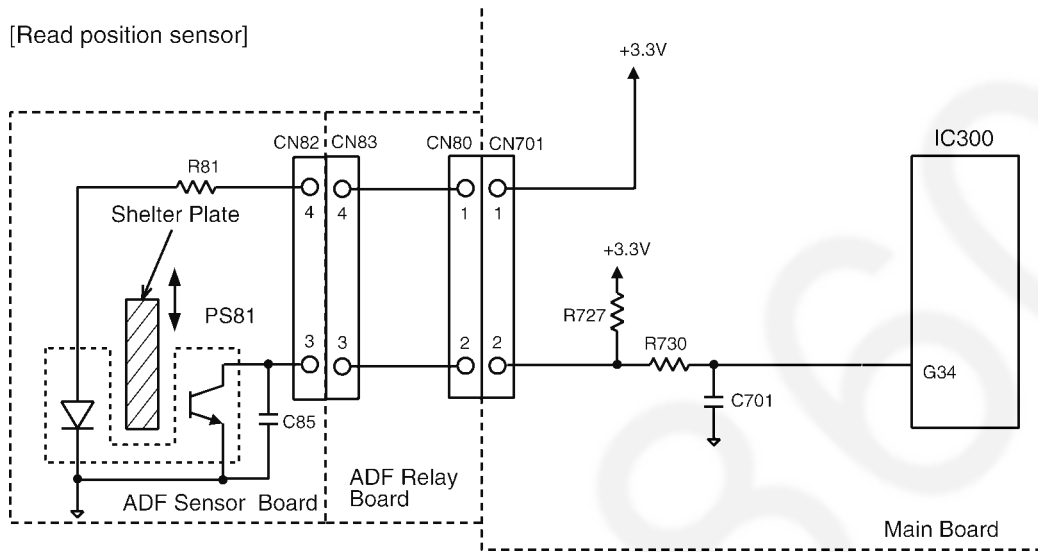 [Read position sensor]
+3.3V
CN82
CN83
CN80
CN701
IC300
R81
4
4
1
1
Shelter Plate
+3.3V
PS81
R727
3
3
2
2
R730
G34
C85
C701
ADF Relay
Board
ADF Sensor Board
Main Board